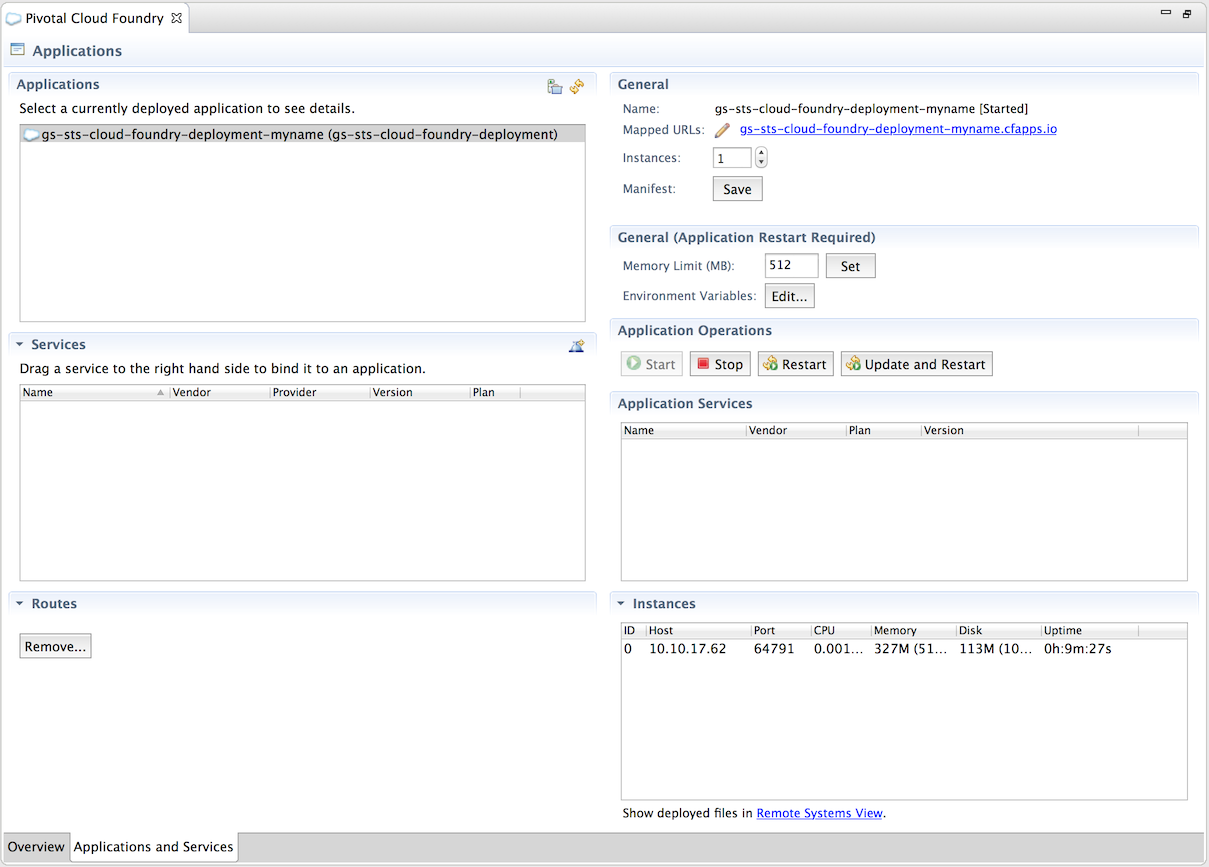 Pivotal Cloud Foundry
Applications
Applications
Select a currently deployed application to see details.
gs-sts-cloud-foundry-deployment-myname (gs-sts-cloud-foundry-deployment)
Services
Drag a service to the right hand side to bind it to an application.
Name Vendor Provider Version Plan
Routes
Remove...
General
Name: gs-sts-cloud-foundry-deployment-myname [Started]
Mapped URLs: gs-sts-cloud-foundry-deployment-myname.cfapps.io
Instances: 1
Manifest: Save
General (Application Restart Required)
Memory Limit (MB): 512 Set
Environment Variables: Edit...
Application Operations
Start Stop Restart Update and Restart
Application Services
Name Vendor Plan Version
Instances
ID Host Port CPU Memory Disk Uptime
0 10.10.17.62 64791 0.001... 327M (51... 113M (10... 0h:9m:27s
Show deployed files in Remote Systems View.
Overview Applications and Services